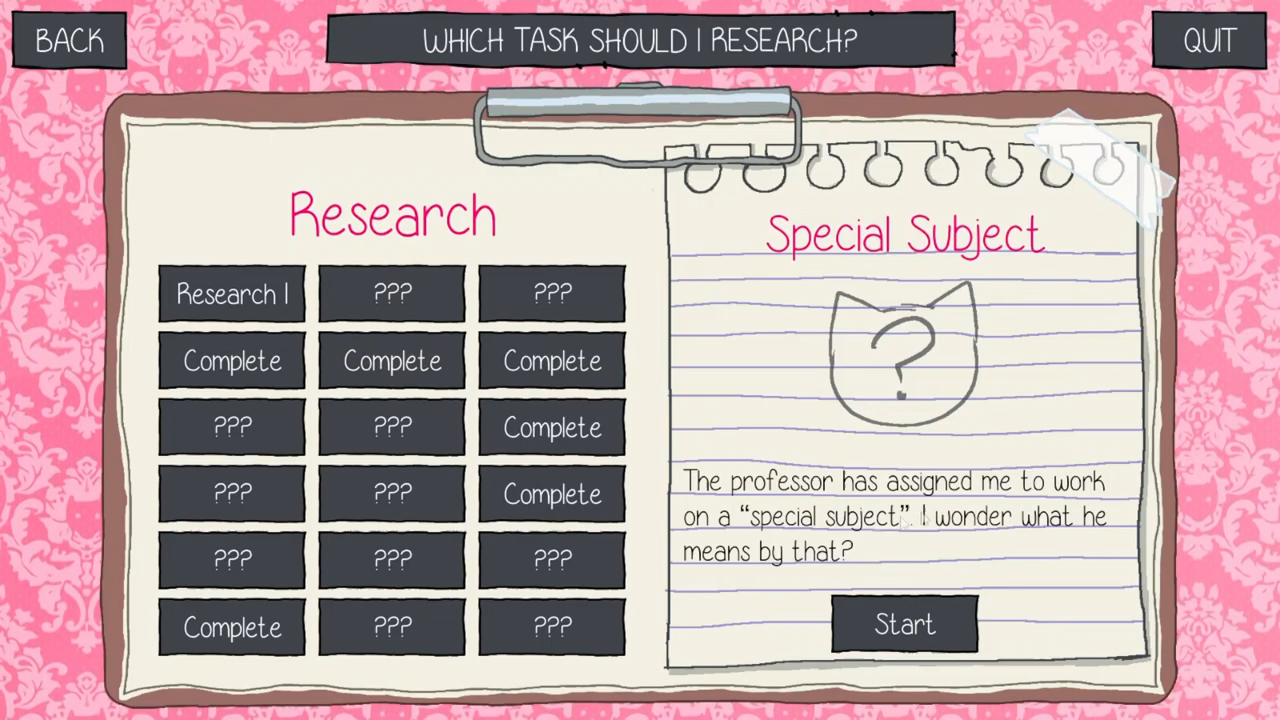 BACK
WHICH TASK SHOULD I RESEARCH?
QUIT
Research
Research 1
???
???
Complete
Complete
Complete
???
???
Complete
???
???
Complete
???
???
???
Complete
???
???
Special Subject
?
The professor has assigned me to work
on a “special subject”. I wonder what he
means by that?
Start